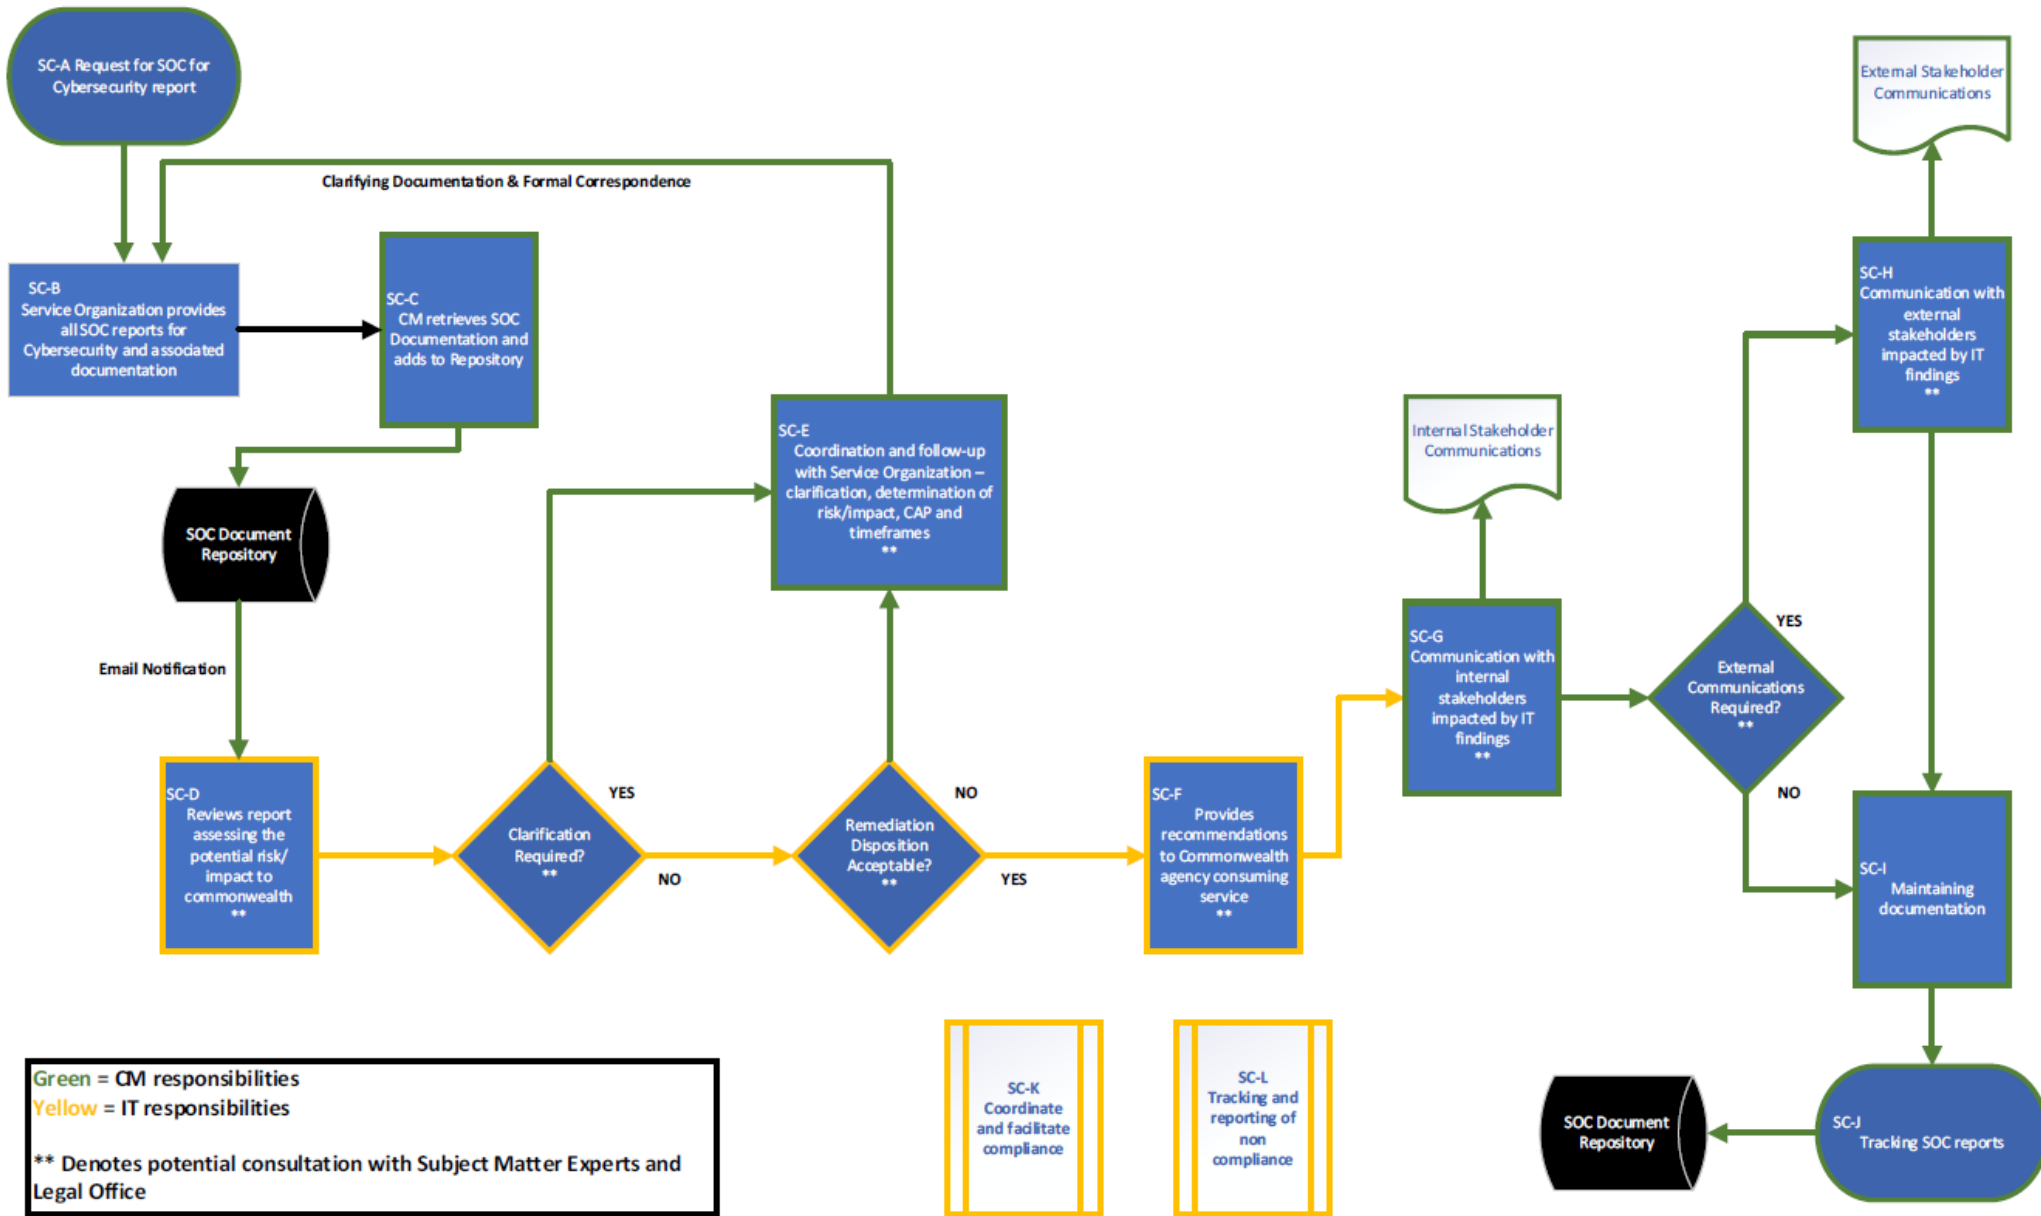 SC-A Request for SOC for
Cybersecurity report
External Stakeholder
Communications
Clarifying Documentation & Formal Correspondence
SC-B
Service Organization provides
all SOC reports for
Cybersecurity and associated
documentation
SC-C
CM retrieves SOC
Documentation and
adds to Repository
SC-H
Communication with
external
stakeholders
impacted by IT
findings
**
SC-E
Coordination and follow-up
with Service Organization –
clarification, determination of
risk/impact, CAP and
timeframes
**
Internal Stakeholder
Communications
SOC Document
Repository
Email Notification
SC-G
Communication with
internal
stakeholders
impacted by IT
findings
**
YES
External
Communications
Required?
**
NO
SC-D
Reviews report
assessing the
potential risk/
impact to
commonwealth
**
YES
Clarification
Required?
**
NO
NO
Remediation
Disposition
Acceptable?
**
YES
SC-F
Provides
recommendations
to Commonwealth
agency consuming
service
**
SC-I
Maintaining
documentation
Green = CM responsibilities
Yellow = IT responsibilities
** Denotes potential consultation with Subject Matter Experts and
Legal Office
SC-K
Coordinate
and facilitate
compliance
SC-L
Tracking and
reporting of
non
compliance
SOC Document
Repository
SC-J
Tracking SOC reports